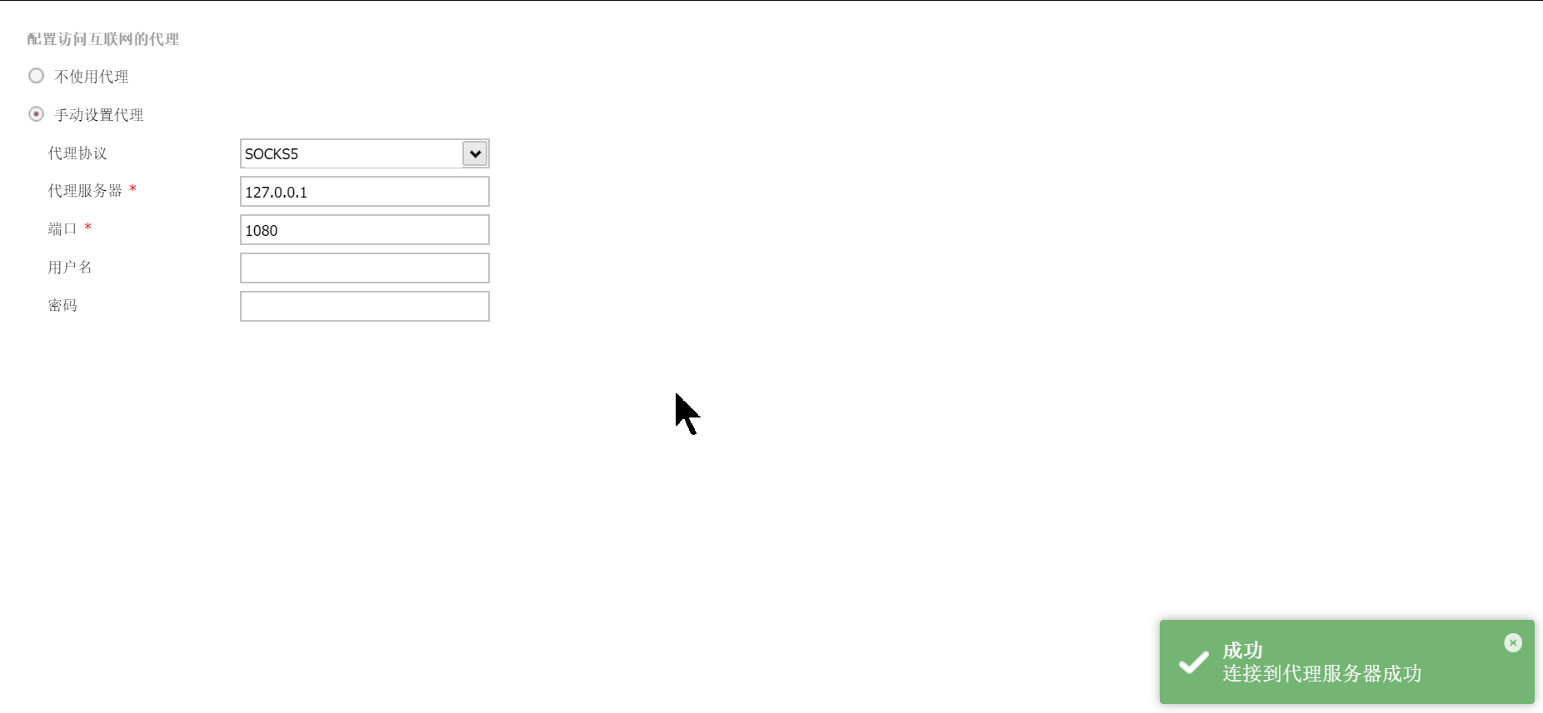 配置访问互联网的代理
不使用代理
手动设置代理
代理协议 SOCKS5
代理服务器 * 127.0.0.1
端口 * 1080
用户名
密码
成功
连接到代理服务器成功